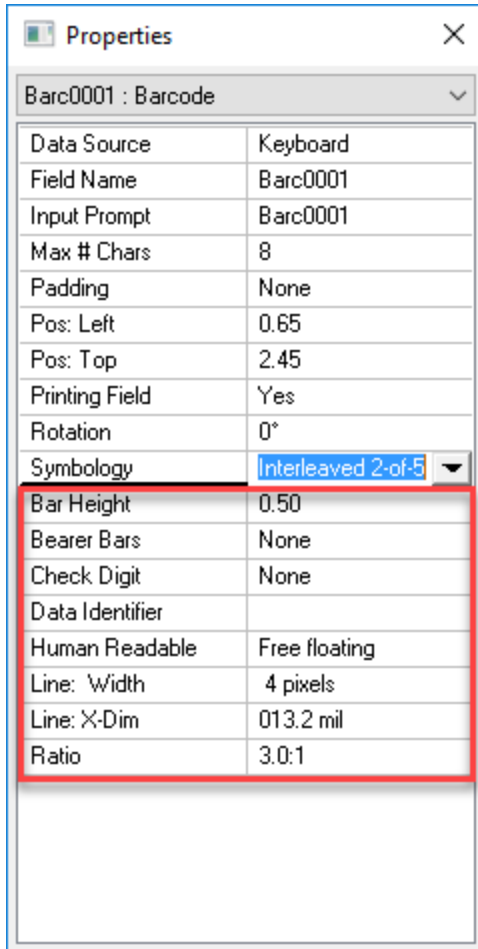 Properties
Barc0001 : Barcode
Data Source Keyboard
Field Name Barc0001
Input Prompt Barc0001
Max # Chars 8
Padding None
Pos: Left 0.65
Pos: Top 2.45
Printing Field Yes
Rotation 0°
Symbology Interleaved 2-of-5
Bar Height 0.50
Bearer Bars None
Check Digit None
Data Identifier
Human Readable Free floating
Line: Width 4 pixels
Line: X-Dim 013.2 mil
Ratio 3.0:1